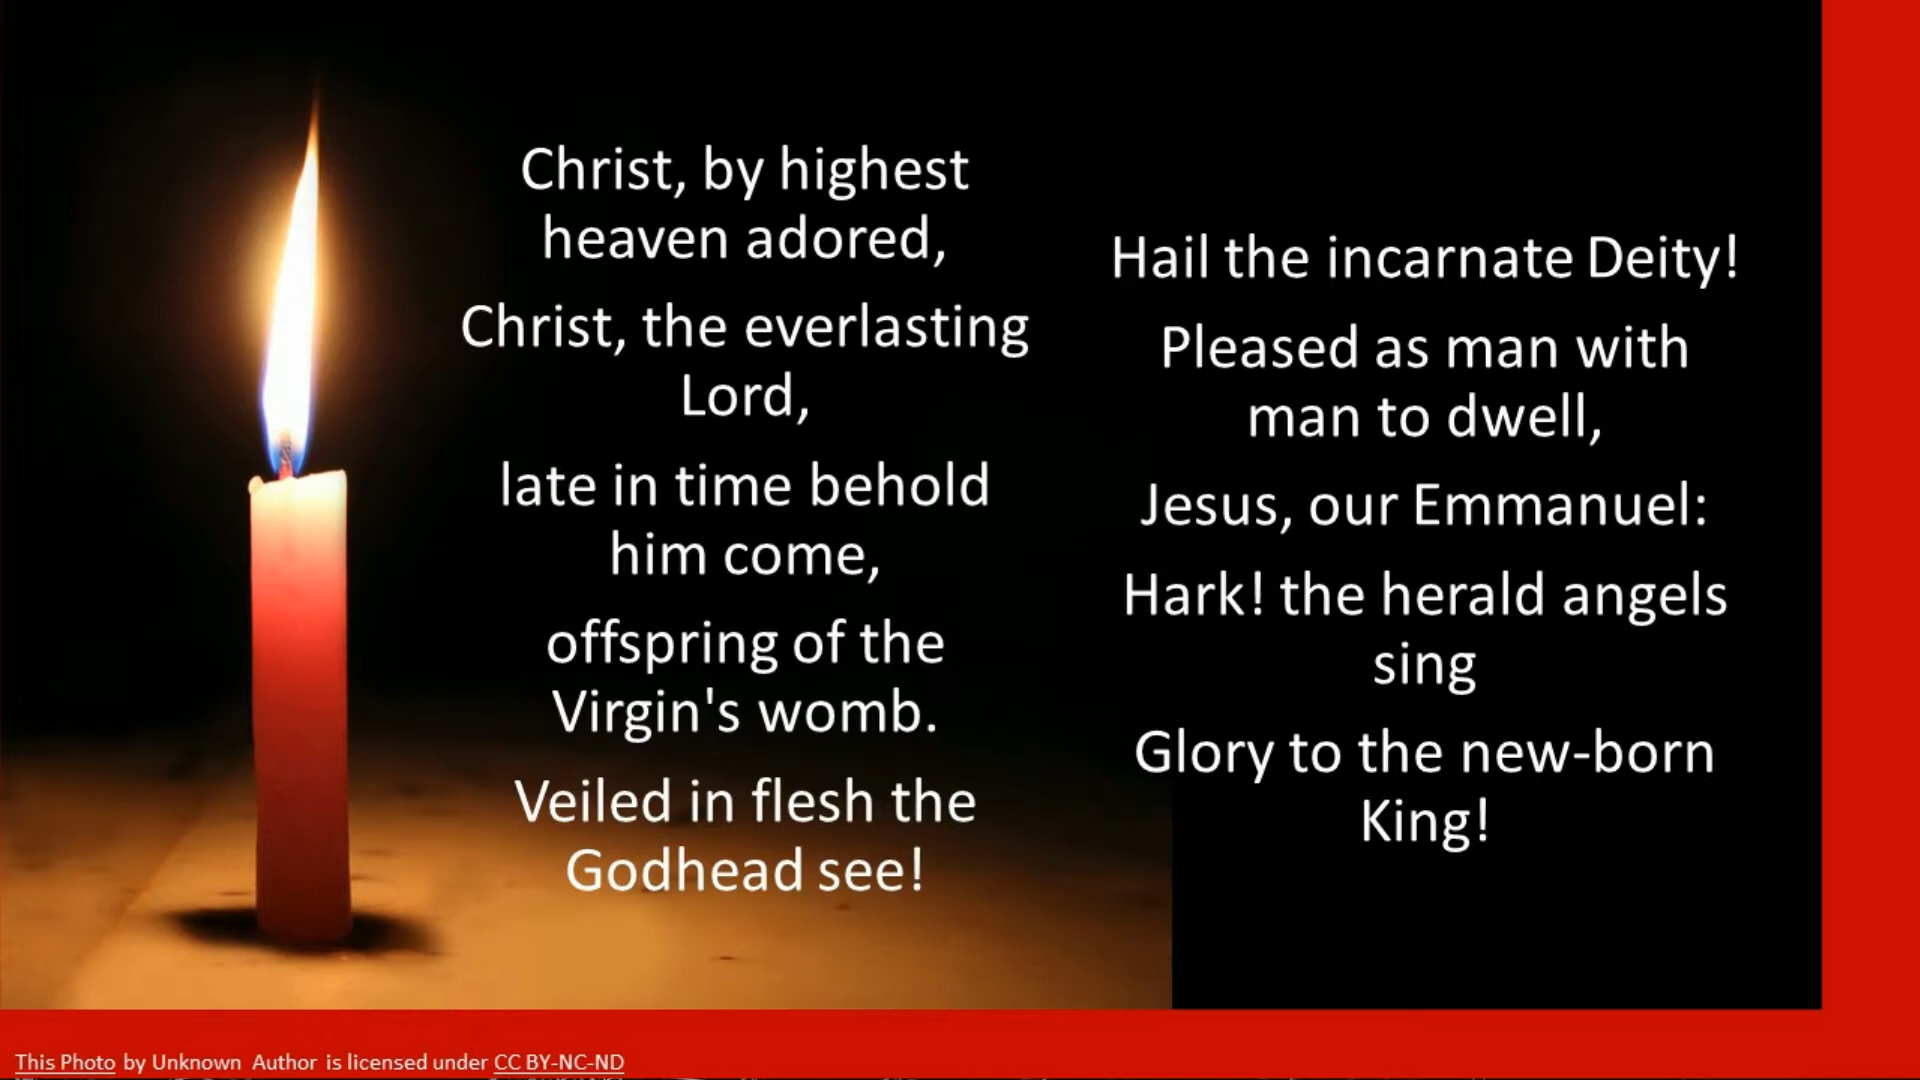 Christ, by highest
heaven adored,
Christ, the everlasting
Lord,
late in time behold
him come,
offspring of the
Virgin's womb.
Veiled in flesh the
Godhead see!
Hail the incarnate Deity!
Pleased as man with
man to dwell,
Jesus, our Emmanuel:
Hark! the herald angels
sing
Glory to the new-born
King!
This Photo by Unknown Author is licensed under CC BY-NC-ND